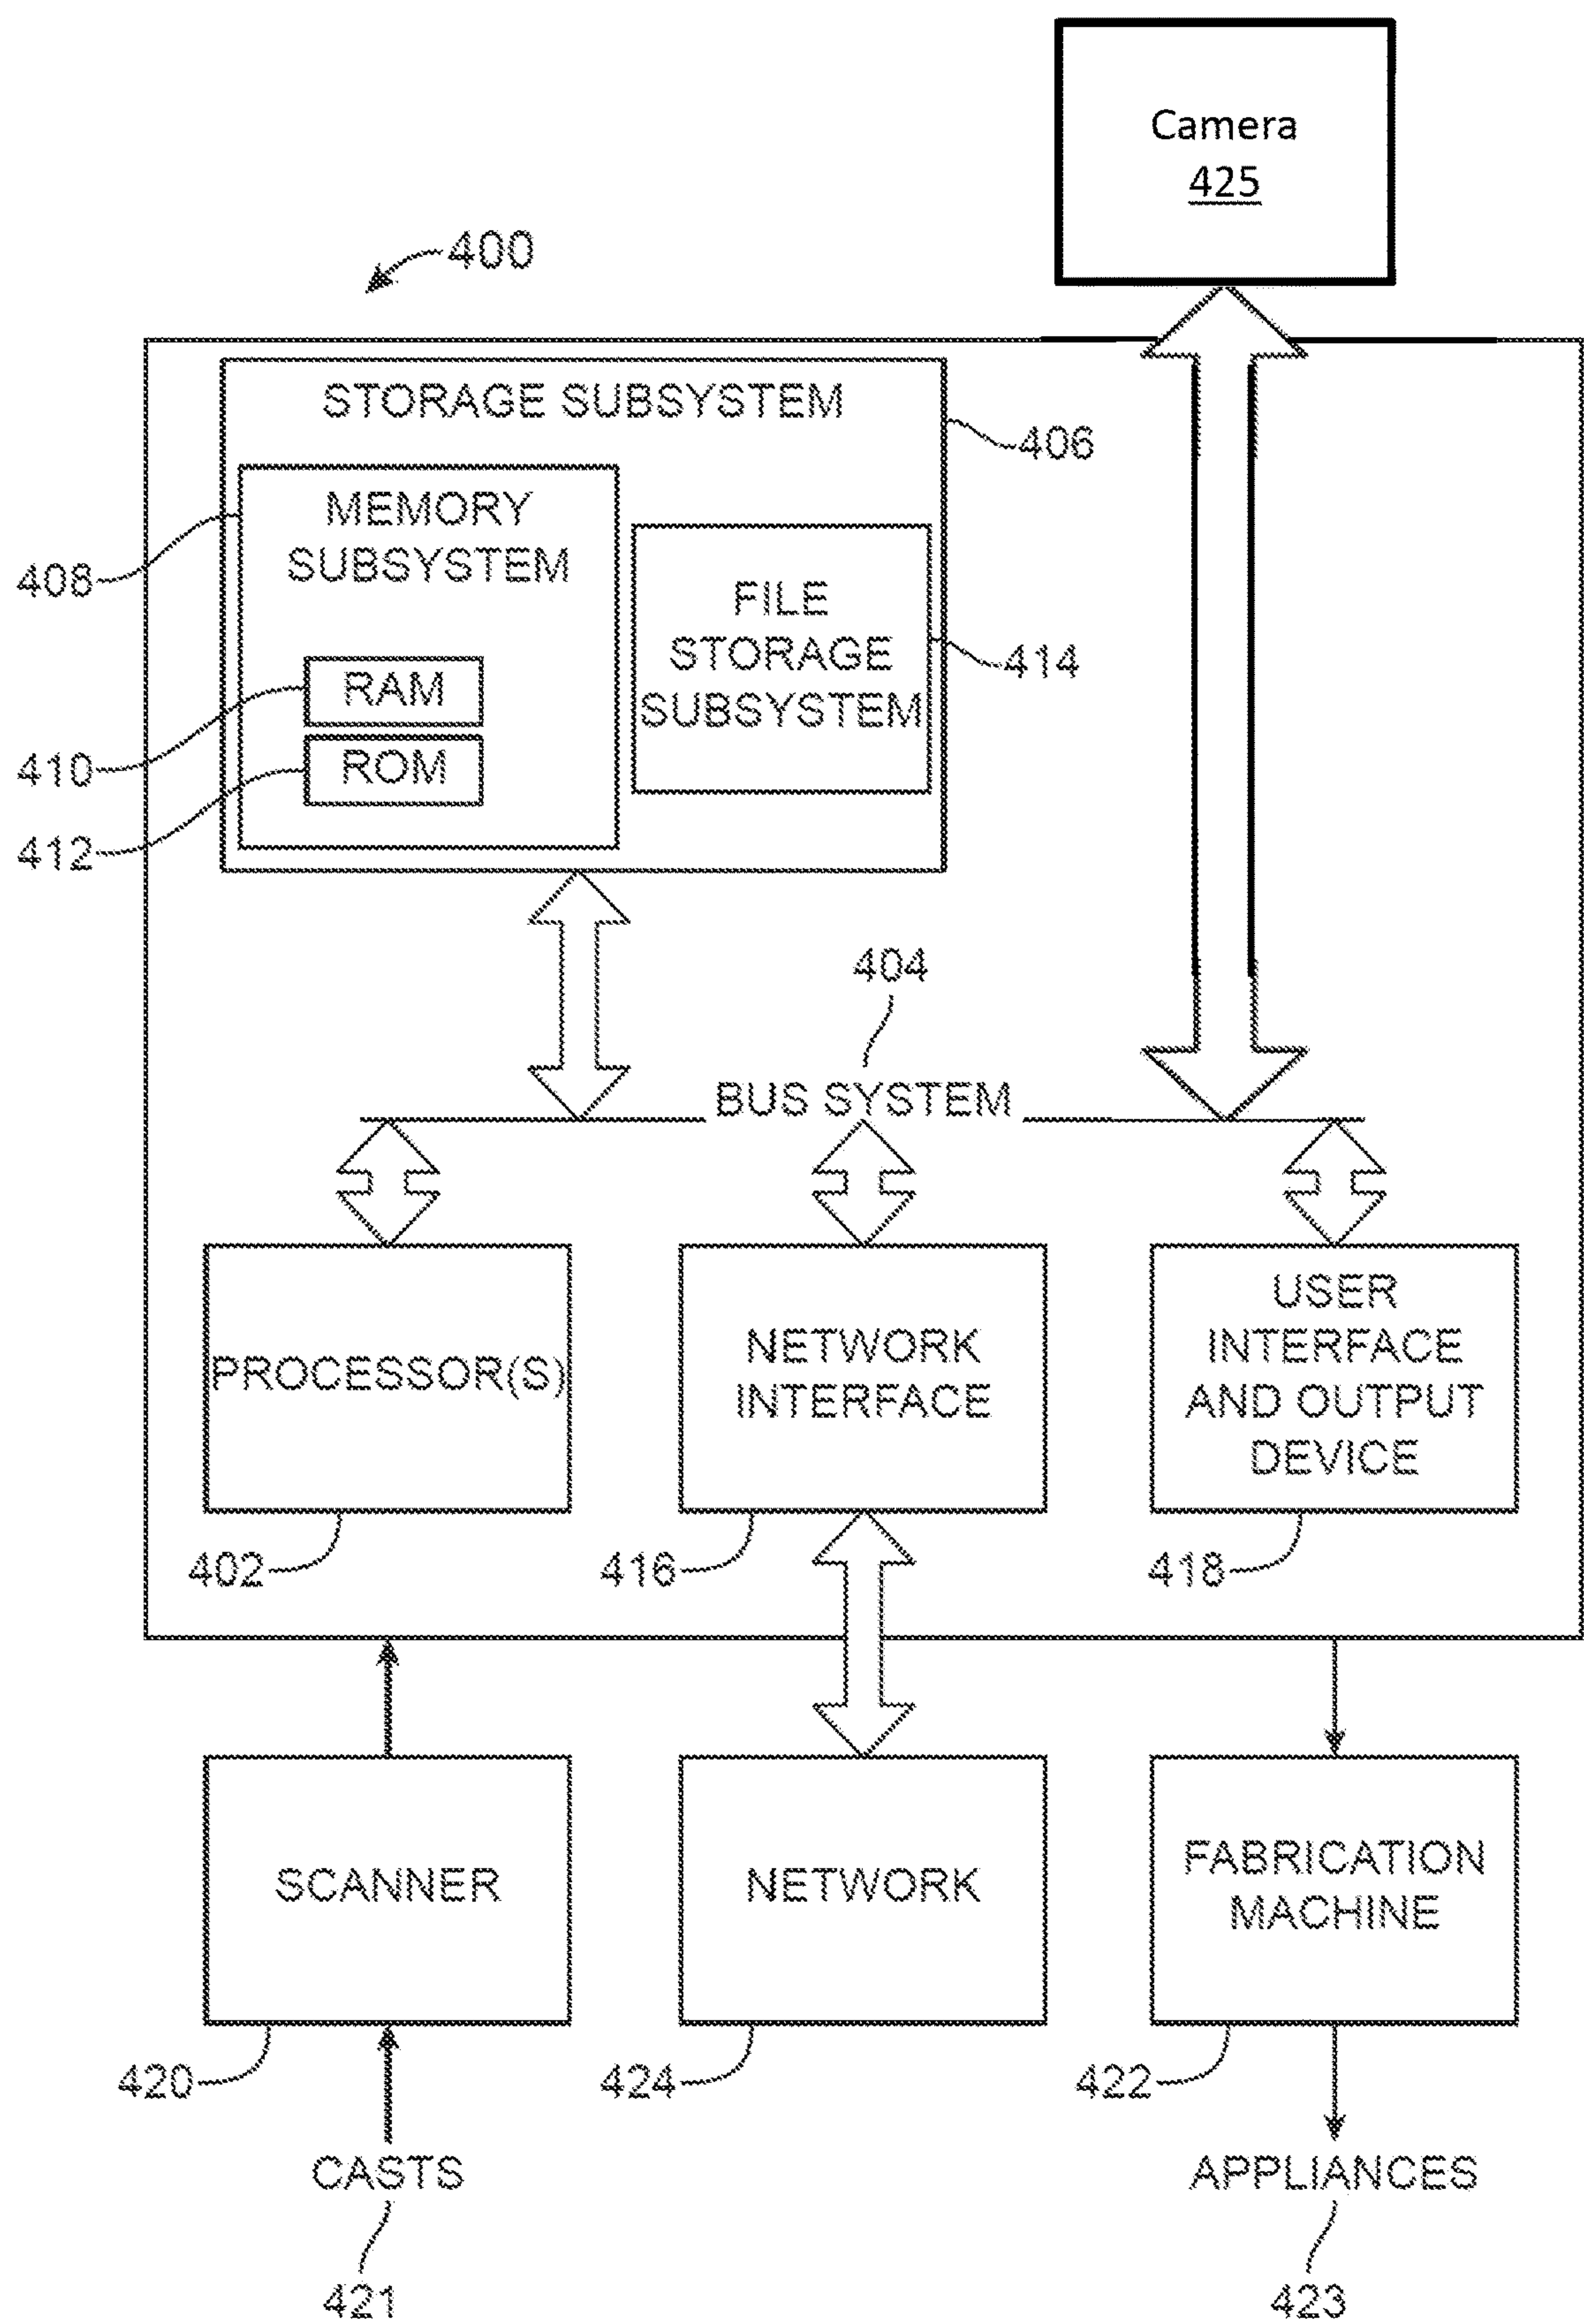 Camera
425
400
STORAGE SUBSYSTEM
406
MEMORY
SUBSYSTEM
408
FILE
STORAGE
SUBSYSTEM
414
RAM
410
ROM
412
404
BUS SYSTEM
PROCESSOR(S)
NETWORK
INTERFACE
USER
INTERFACE
AND OUTPUT
DEVICE
402
416
418
SCANNER
NETWORK
FABRICATION
MACHINE
420
424
422
CASTS
APPLIANCES
421
423